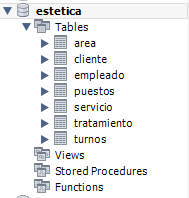 estetica
Tables
area
cliente
empleado
puestos
servicio
tratamiento
turnos
Views
Stored Procedures
Functions